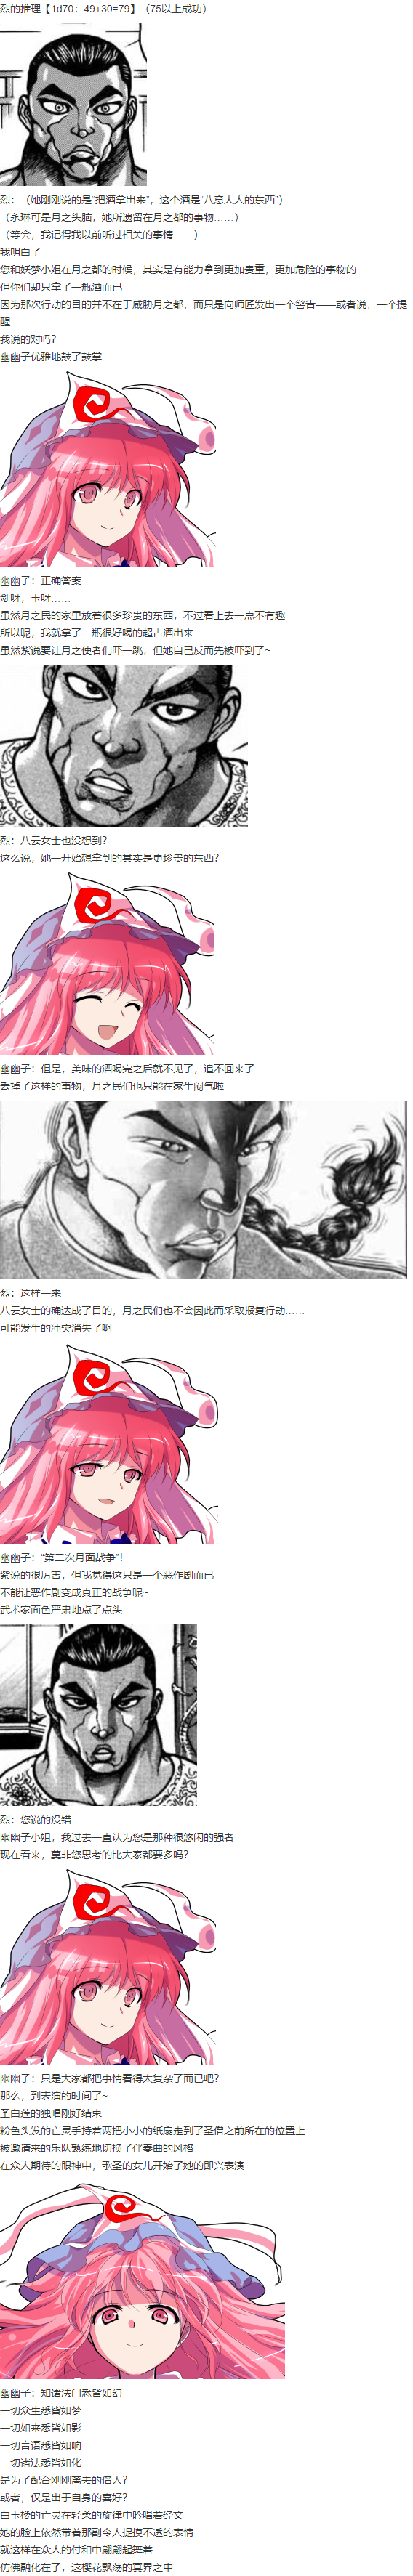 烈的推理【1d70：49+30=79】（75以上成功）
烈：（她刚刚说的是“把酒拿出来”，这个酒是“八意大人的东西”）
（永琳可是月之头脑，她所遗留在月之都的事物……）
（等会，我记得我以前听过相关的事情……）
我明白了
您和妖梦小姐在月之都的时候，其实是有能力拿到更加贵重，更加危险的事物的
但你们却只拿了一瓶酒而已
因为那次行动的目的并不在于威胁月之都，而只是向师匠发出一个警告——或者说，一个提
醒
我说的对吗？
幽幽子优雅地鼓了鼓掌
幽幽子：正确答案
剑呀，玉呀……
虽然月之民的家里放着很多珍贵的东西，不过看上去一点不有趣
所以呢，我就拿了一瓶很好喝的超古酒出来
虽然紫说要让月之使者们吓一跳，但她自己反而先被吓到了~
烈：八云女士也没想到？
这么说，她一开始想拿到的其实是更珍贵的东西？
幽幽子：但是，美味的酒喝完之后就不见了，追不回来了
丢掉了这样的事物，月之民们也只能在家生闷气啦
烈：这样一来
八云女士的确达成了目的，月之民们也不会因此而采取报复行动……
可能发生的冲突消失了啊
幽幽子：“第二次月面战争”！
紫说的很厉害，但我觉得这只是一个恶作剧而已
不能让恶作剧变成真正的战争呢~
武术家面色严肃地点了点头
烈：您说的没错
幽幽子小姐，我过去一直认为您是那种很悠闲的强者
现在看来，莫非您思考的比大家都要多吗？
幽幽子：只是大家都把事情看得太复杂了而已吧？
那么，到表演的时间了~
圣白莲的独唱刚好结束
粉色头发的亡灵手持着两把小小的纸扇走到了圣僧之前所在的位置上
被邀请来的乐队熟练地切换了伴奏曲的风格
在众人期待的眼神中，歌圣的女儿开始了她的即兴表演
幽幽子：知诸法门悉皆如幻
一切众生悉皆如梦
一切如来悉皆如影
一切言语悉皆如响
一切诸法悉皆如化……
是为了配合刚刚离去的僧人？
或者，仅是出于自身的喜好？
白玉楼的亡灵在轻柔的旋律中吟唱着经文
她的脸上依然带着那副令人捉摸不透的表情
就这样在众人的付和中翩翩起舞着
仿佛融化在了，这樱花飘荡的冥界之中